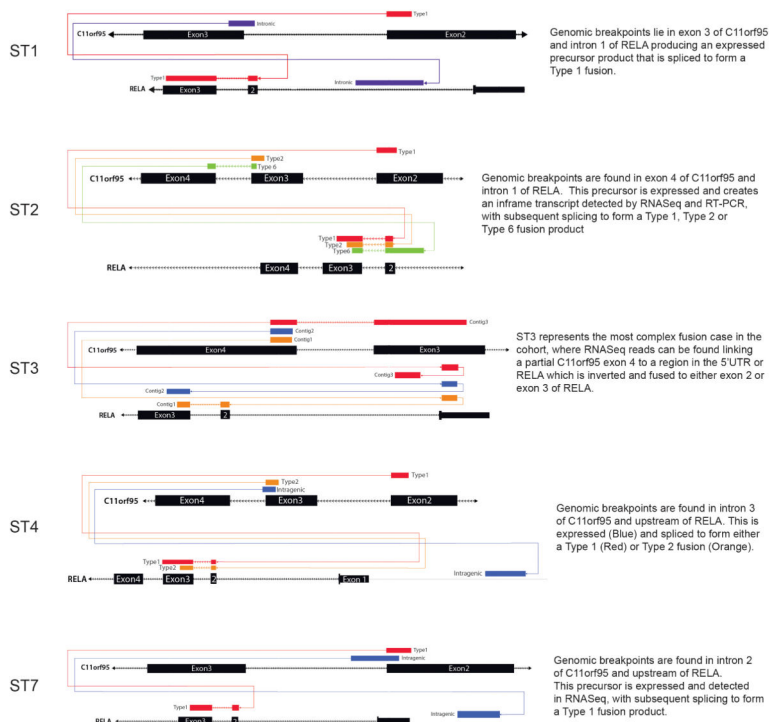 ST1
Type1
Intronic
C11orf95
Exon3
Exon2
Type1
Intronic
RELA
Exon3
2
Genomic breakpoints lie in exon 3 of C11orf95
and intron 1 of RELA producing an expressed
precursor product that is spliced to form a
Type 1 fusion.
ST2
Type1
Type2
Type 6
C11orf95
Exon4
Exon3
Exon2
Type1
Type2
Type6
RELA
Exon4
Exon3
2
Genomic breakpoints are found in exon 4 of C11orf95 and
intron 1 of RELA. This precursor is expressed and creates
an inframe transcript detected by RNASeq and RT-PCR,
with subsequent splicing to form a Type 1, Type 2 or
Type 6 fusion product
ST3
Contig3
Contig2
Contig1
C11orf95
Exon4
Exon3
Contig3
Contig2
Contig1
RELA
Exon3
2
ST3 represents the most complex fusion case in the
cohort, where RNASeq reads can be found linking
a partial C11orf95 exon 4 to a region in the 5'UTR or
RELA which is inverted and fused to either exon 2 or
exon 3 of RELA.
ST4
Type1
Type2
Intragenic
C11orf95
Exon4
Exon3
Exon2
Type1
Type2
Intragenic
RELA
Exon4
Exon3
2
Exon 1
Genomic breakpoints are found in intron 3
of C11orf95 and upstream of RELA. This is
expressed (Blue) and spliced to form either
a Type 1 (Red) or Type 2 fusion (Orange).
ST7
Type1
Intragenic
C11orf95
Exon3
Exon2
Type1
Intragenic
RELA
Exon3
2
Genomic breakpoints are found in intron 2
of C11orf95 and upstream of RELA.
This precursor is expressed and detected
in RNASeq, with subsequent splicing to form
a Type 1 fusion product.